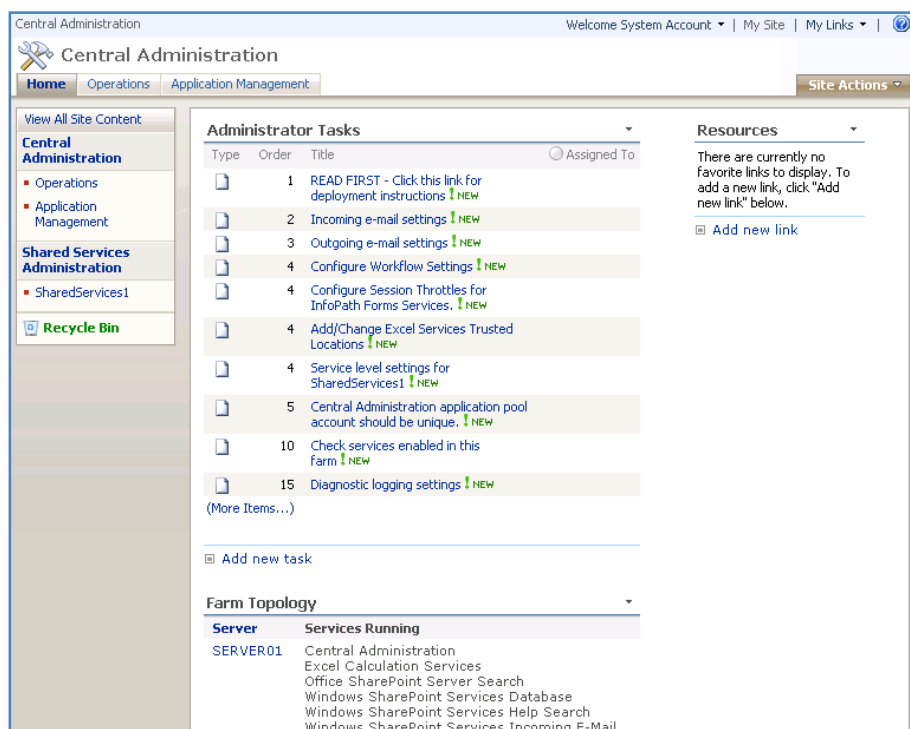 Central Administration
Welcome System Account | My Site | My Links |
Central Administration
Home Operations Application Management
Site Actions
View All Site Content
Central
Administration
Operations
Application
Management
Shared Services
Administration
SharedServices1
Recycle Bin
Administrator Tasks
Type Order Title Assigned To
1 READ FIRST - Click this link for
deployment instructions ! NEW
2 Incoming e-mail settings ! NEW
3 Outgoing e-mail settings ! NEW
4 Configure Workflow Settings ! NEW
4 Configure Session Throttles for
InfoPath Forms Services. ! NEW
4 Add/Change Excel Services Trusted
Locations ! NEW
4 Service level settings for
SharedServices1 ! NEW
5 Central Administration application pool
account should be unique. ! NEW
10 Check services enabled in this
farm ! NEW
15 Diagnostic logging settings ! NEW
(More Items...)
Add new task
Farm Topology
Server Services Running
SERVER01 Central Administration
Excel Calculation Services
Office SharePoint Server Search
Windows SharePoint Services Database
Windows SharePoint Services Help Search
Windows SharePoint Services Incoming E-Mail
Resources
There are currently no
favorite links to display. To
add a new link, click "Add
new link" below.
Add new link